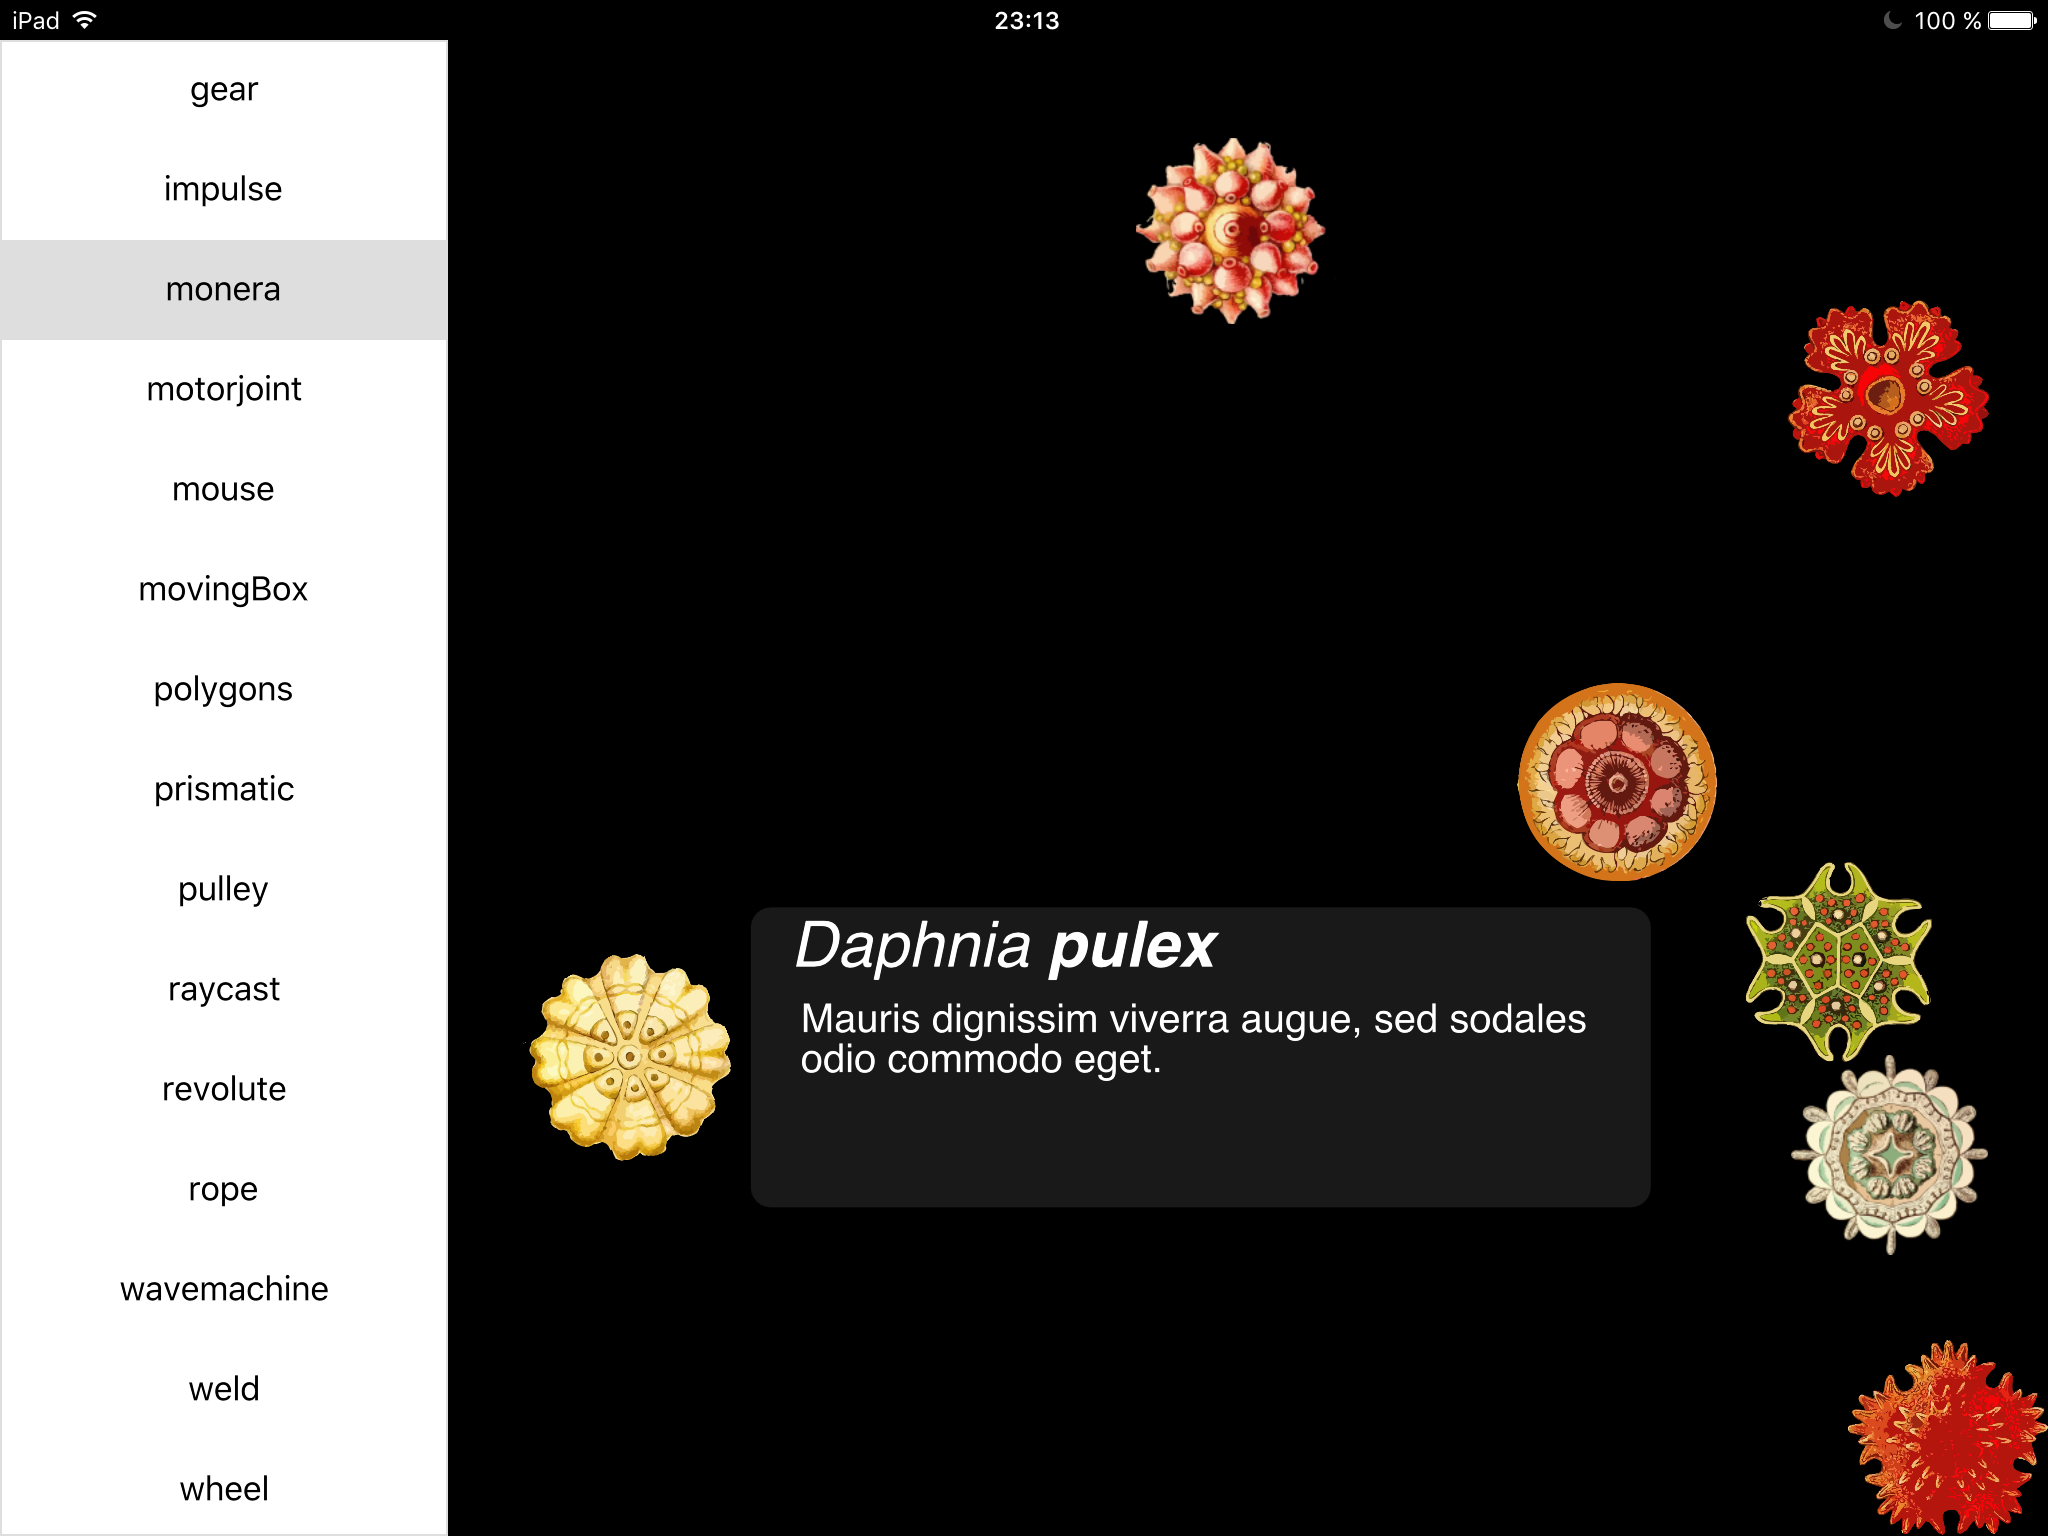 iPad 23:13 100 %
gear
impulse
monera
motorjoint
mouse
movingBox
polygons
prismatic
pulley
raycast
revolute
rope
wavemachine
weld
wheel
Daphnia pulex
Mauris dignissim viverra augue, sed sodales
odio commodo eget.